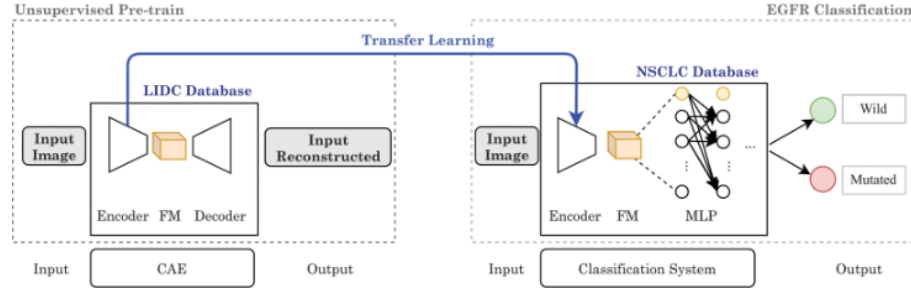 Unsupervised Pre-train
EGFR Classification
Transfer Learning
LIDC Database
NSCLC Database
Input
Image
Input
Reconstructed
Input
Image
Wild
Mutated
...
Encoder
FM
Decoder
Encoder
FM
MLP
Input
CAE
Output
Input
Classification System
Output